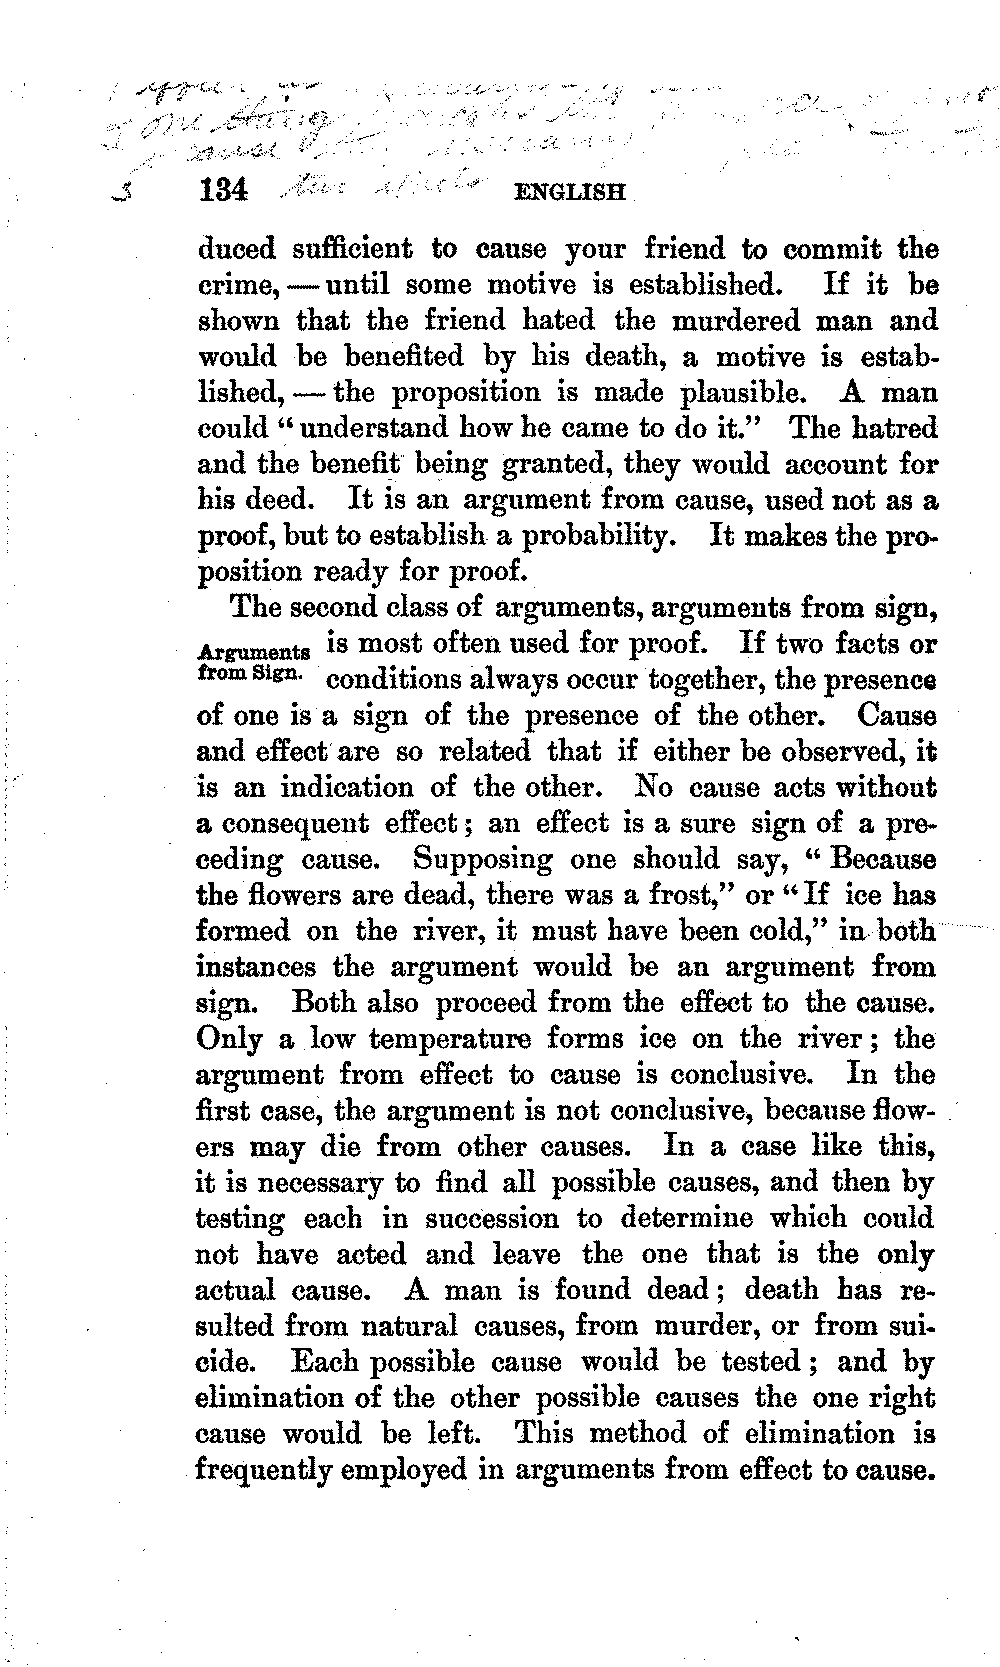 134 ENGLISH
duced sufficient to cause your friend to commit the
crime, — until some motive is established. If it be
shown that the friend hated the murdered man and
would be benefited by his death, a motive is estab-
lished, — the proposition is made plausible. A man
could "understand how he came to do it." The hatred
and the benefit being granted, they would account for
his deed. It is an argument from cause, used not as a
proof, but to establish a probability. It makes the pro-
position ready for proof.
The second class of arguments, arguments from sign,
Arguments
from Sign.
is most often used for proof. If two facts or
conditions always occur together, the presence
of one is a sign of the presence of the other. Cause
and effect are so related that if either be observed, it
is an indication of the other. No cause acts without
a consequent effect; an effect is a sure sign of a pre-
ceding cause. Supposing one should say, "Because
the flowers are dead, there was a frost," or "If ice has
formed on the river, it must have been cold," in both
instances the argument would be an argument from
sign. Both also proceed from the effect to the cause.
Only a low temperature forms ice on the river; the
argument from effect to cause is conclusive. In the
first case, the argument is not conclusive, because flow-
ers may die from other causes. In a case like this,
it is necessary to find all possible causes, and then by
testing each in succession to determine which could
not have acted and leave the one that is the only
actual cause. A man is found dead; death has re-
sulted from natural causes, from murder, or from sui-
cide. Each possible cause would be tested; and by
elimination of the other possible causes the one right
cause would be left. This method of elimination is
frequently employed in arguments from effect to cause.